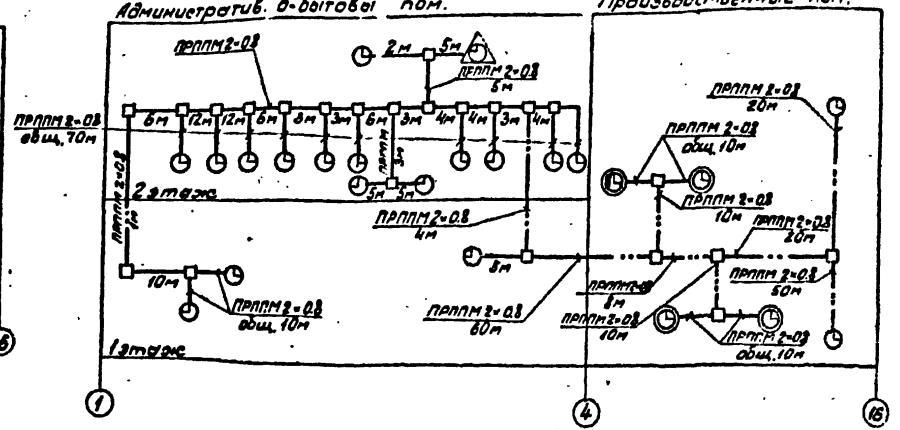 Административ. о-бытовы пом.
Производственные пом.
ПРППМ 2=0.8
2м
5м
ПРППМ 2=0.8
5м
ПРППМ 2=0.8
20м
6м
12м
12м
6м
8м
3м
6м
3м
4м
4м
3м
4м
ПРППМ 2=0.8
общ. 70м
ПРППМ
3м
ПРППМ 2=0.8
общ. 10м
5м
5м
2 этаж
ПРППМ 2=0.8
ПРППМ 2=0.8
4м
ПРППМ 2=0.8
10м
ПРППМ 2=0.8
20м
8м
10м
ПРППМ 2=0.8
общ. 10м
ПРППМ 2=0.8
60м
8м
ПРППМ 2=0.8
10м
ПРППМ 2=0.8
50м
ПРППМ 2=0.8
общ. 10м
1 этаж
1
4
16